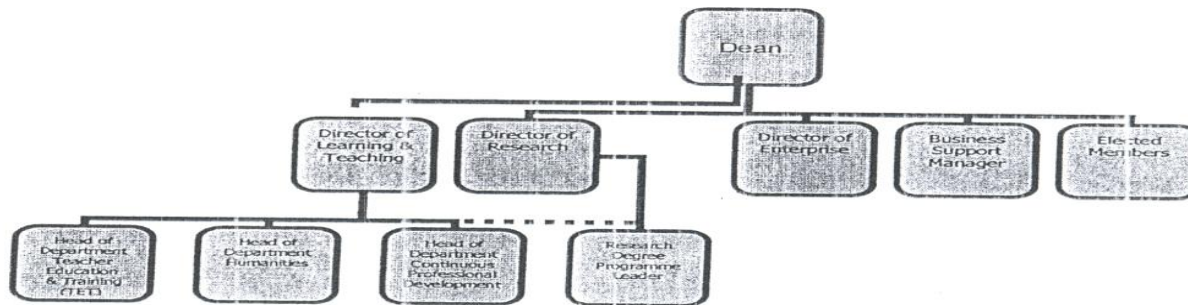 Dean
Director of
Learning &
Teaching
Director of
Research
Director of
Enterprise
Business
Support
Manager
Elected
Members
Head of
Department
Teacher
Education
& Training
(TET)
Head of
Department
Humanities
Head of
Department
Continuous
Professional
Development
Research
Degree
Programme
Leader